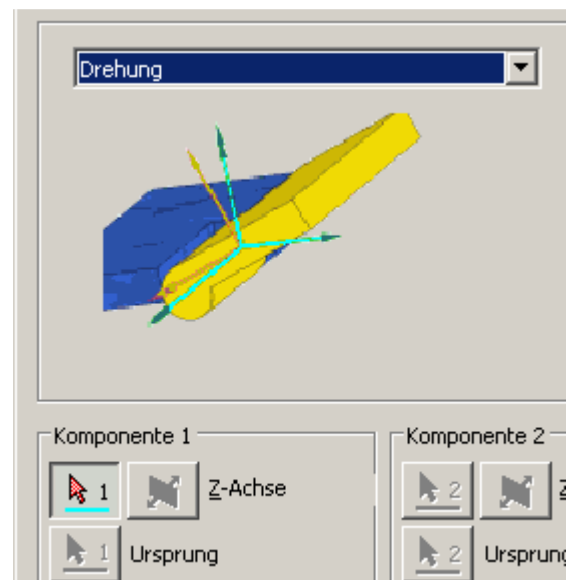 Drehung
Komponente 1
Komponente 2
1 Z-Achse
2 Z
1 Ursprung
2 Ursprung